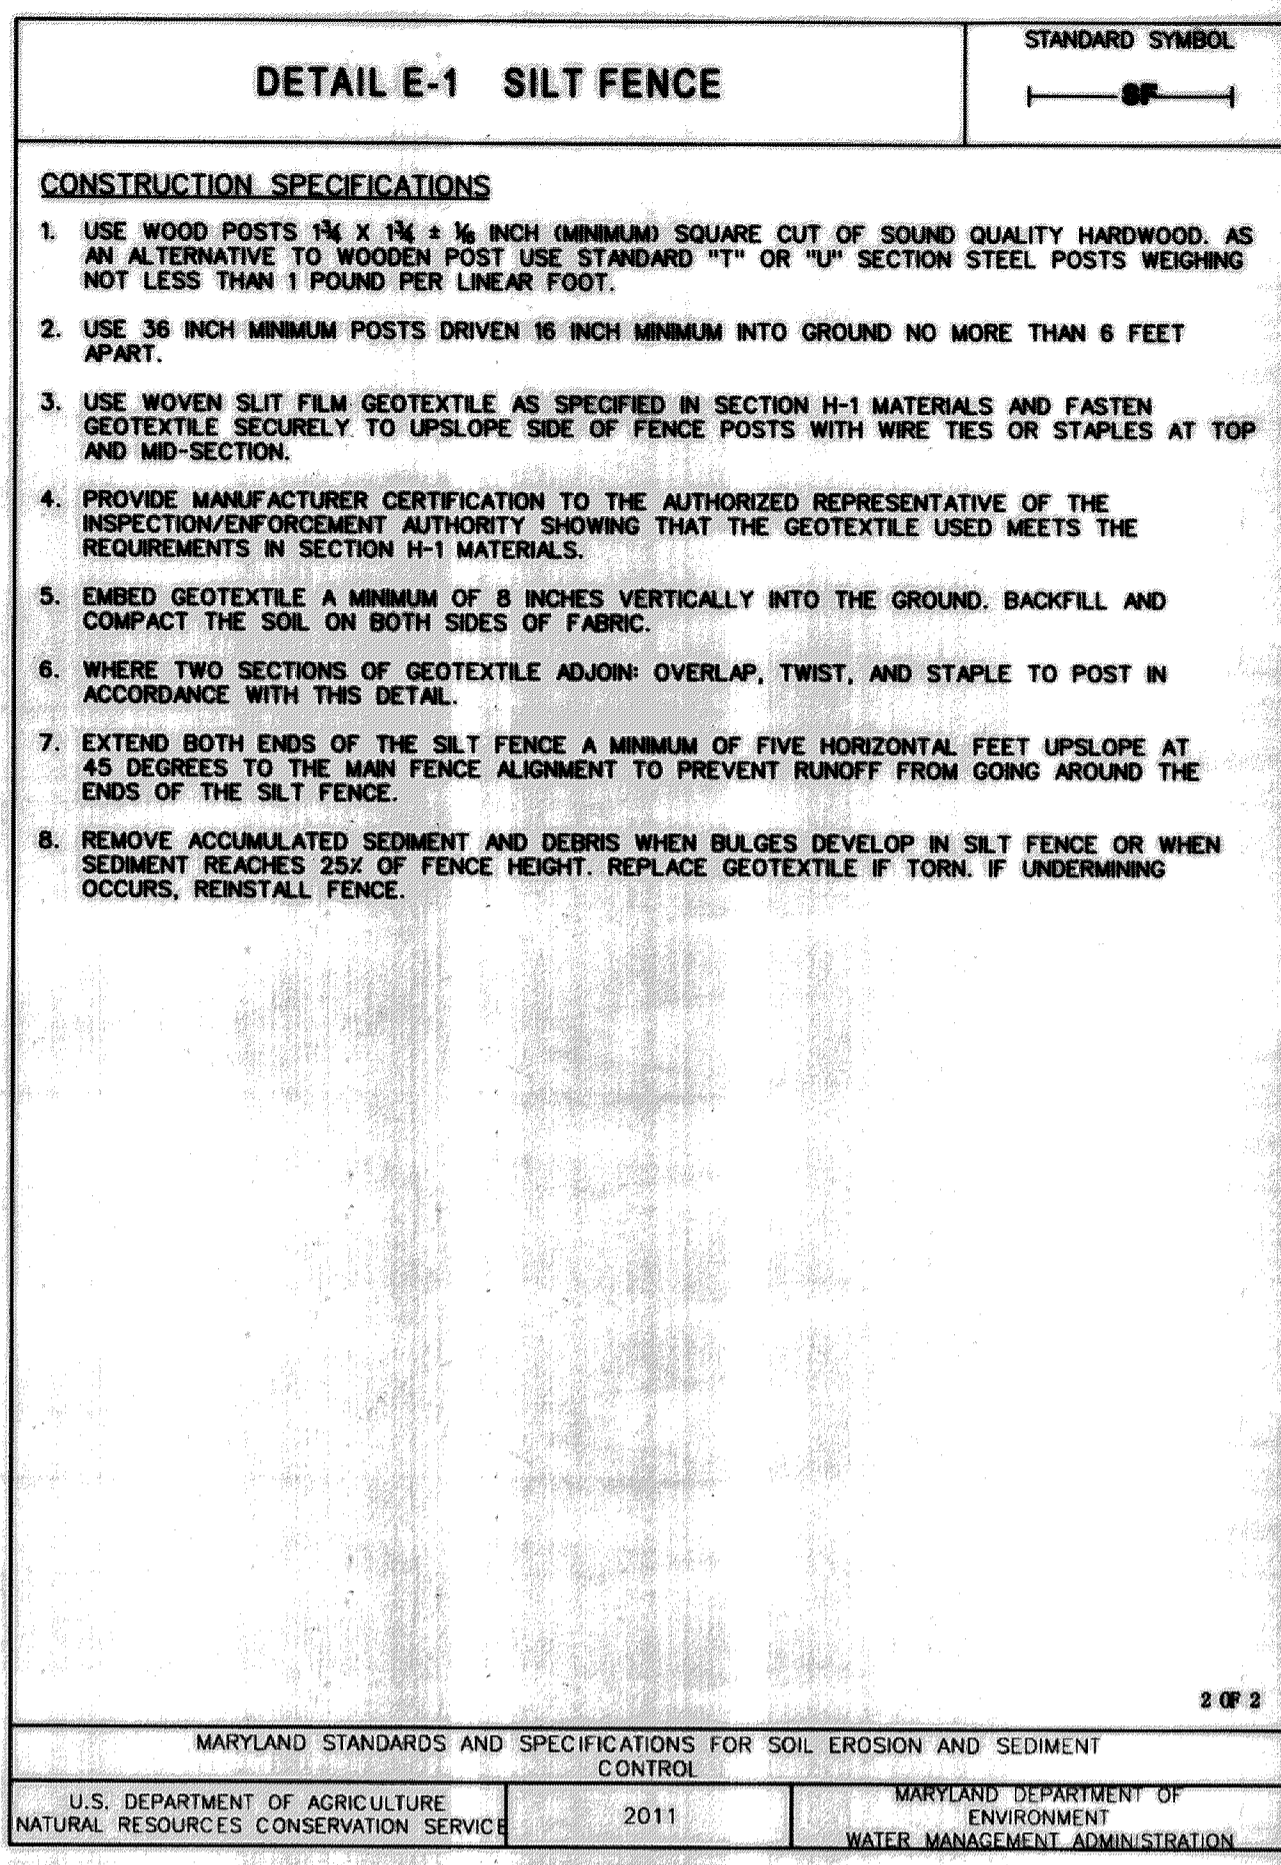 DETAIL E-1 SILT FENCE
STANDARD SYMBOL
SF
CONSTRUCTION SPECIFICATIONS
1. USE WOOD POSTS 1¾ X 1¾ ± 1/16 INCH (MINIMUM) SQUARE CUT OF SOUND QUALITY HARDWOOD. AS
AN ALTERNATIVE TO WOODEN POST USE STANDARD "T" OR "U" SECTION STEEL POSTS WEIGHING
NOT LESS THAN 1 POUND PER LINEAR FOOT.
2. USE 36 INCH MINIMUM POSTS DRIVEN 16 INCH MINIMUM INTO GROUND NO MORE THAN 6 FEET
APART.
3. USE WOVEN SLIT FILM GEOTEXTILE AS SPECIFIED IN SECTION H-1 MATERIALS AND FASTEN
GEOTEXTILE SECURELY TO UPSLOPE SIDE OF FENCE POSTS WITH WIRE TIES OR STAPLES AT TOP
AND MID-SECTION.
4. PROVIDE MANUFACTURER CERTIFICATION TO THE AUTHORIZED REPRESENTATIVE OF THE
INSPECTION/ENFORCEMENT AUTHORITY SHOWING THAT THE GEOTEXTILE USED MEETS THE
REQUIREMENTS IN SECTION H-1 MATERIALS.
5. EMBED GEOTEXTILE A MINIMUM OF 8 INCHES VERTICALLY INTO THE GROUND. BACKFILL AND
COMPACT THE SOIL ON BOTH SIDES OF FABRIC.
6. WHERE TWO SECTIONS OF GEOTEXTILE ADJOIN: OVERLAP, TWIST, AND STAPLE TO POST IN
ACCORDANCE WITH THIS DETAIL.
7. EXTEND BOTH ENDS OF THE SILT FENCE A MINIMUM OF FIVE HORIZONTAL FEET UPSLOPE AT
45 DEGREES TO THE MAIN FENCE ALIGNMENT TO PREVENT RUNOFF FROM GOING AROUND THE
ENDS OF THE SILT FENCE.
8. REMOVE ACCUMULATED SEDIMENT AND DEBRIS WHEN BULGES DEVELOP IN SILT FENCE OR WHEN
SEDIMENT REACHES 25% OF FENCE HEIGHT. REPLACE GEOTEXTILE IF TORN. IF UNDERMINING
OCCURS, REINSTALL FENCE.
2 OF 2
MARYLAND STANDARDS AND SPECIFICATIONS FOR SOIL EROSION AND SEDIMENT
CONTROL
U.S. DEPARTMENT OF AGRICULTURE
NATURAL RESOURCES CONSERVATION SERVICE
2011
MARYLAND DEPARTMENT OF
ENVIRONMENT
WATER MANAGEMENT ADMINISTRATION